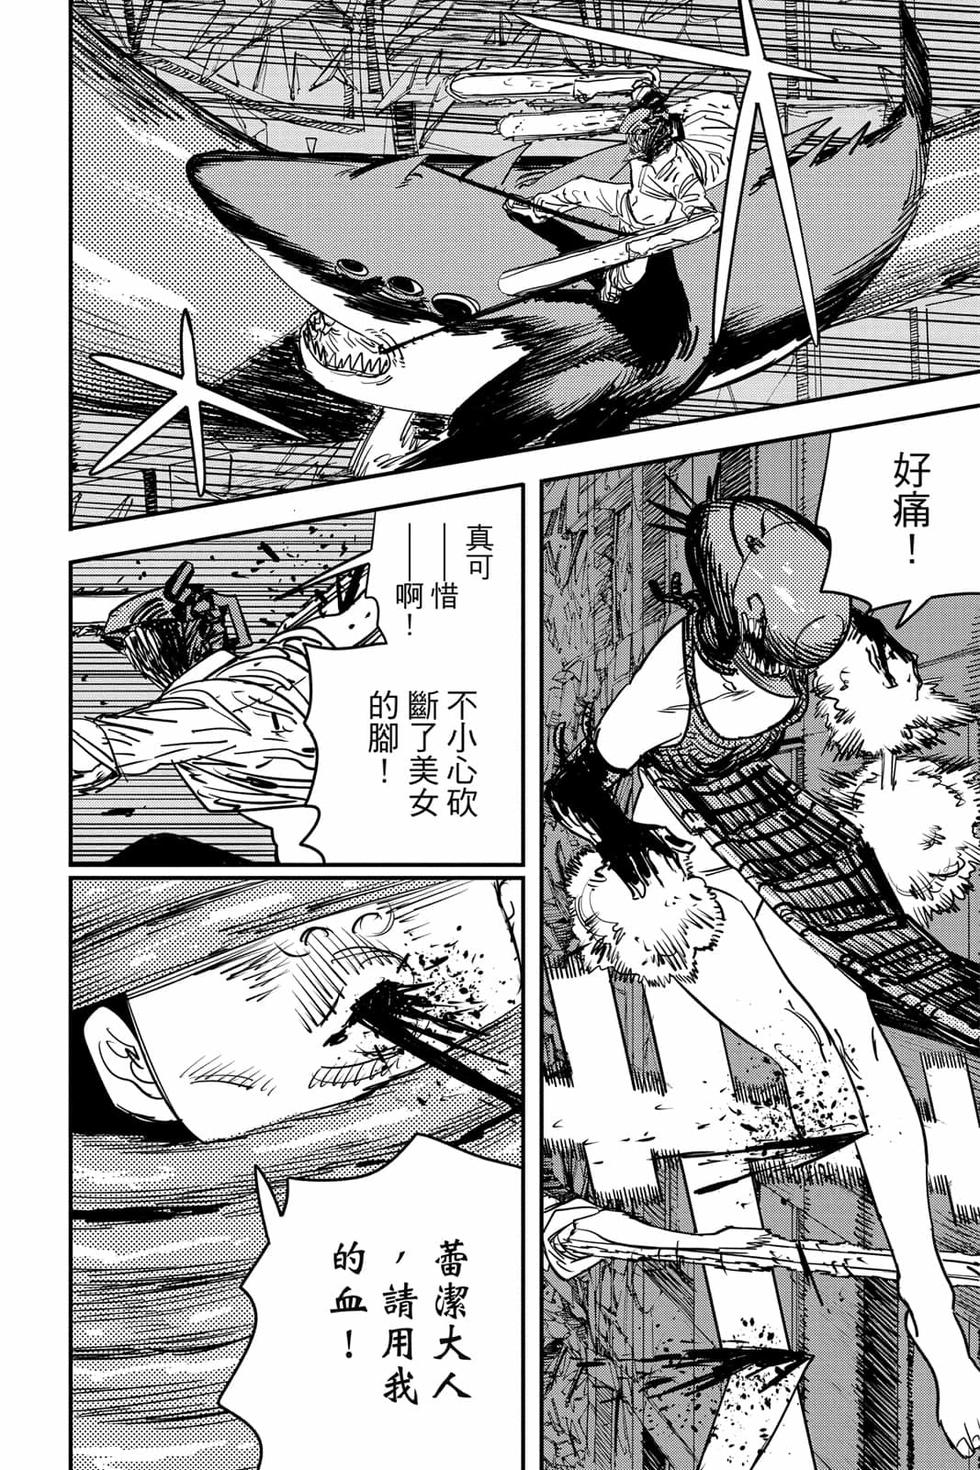 好痛！
真可
——惜
——啊！
不小心砍
斷了美女
的腳！
蕾潔大人
，請用我
的血！